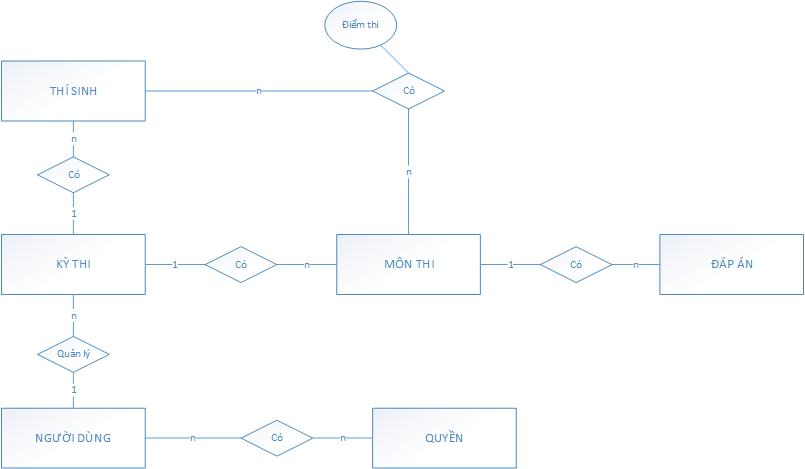 Điểm thi
THÍ SINH
n
Có
n
Có
n
1
KỲ THI
1
Có
n
MÔN THI
1
Có
n
ĐÁP ÁN
n
Quản lý
1
NGƯỜI DÙNG
n
Có
n
QUYỀN